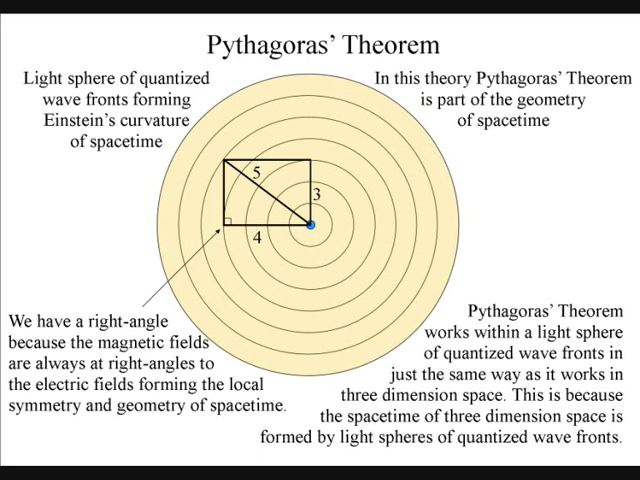 Pythagoras' Theorem
Light sphere of quantized
wave fronts forming
Einstein's curvature
of spacetime
In this theory Pythagoras' Theorem
is part of the geometry
of spacetime
5
3
4
We have a right-angle
because the magnetic fields
are always at right-angles to
the electric fields forming the local
symmetry and geometry of spacetime.
Pythagoras' Theorem
works within a light sphere
of quantized wave fronts in
just the same way as it works in
three dimension space. This is because
the spacetime of three dimension space is
formed by light spheres of quantized wave fronts.